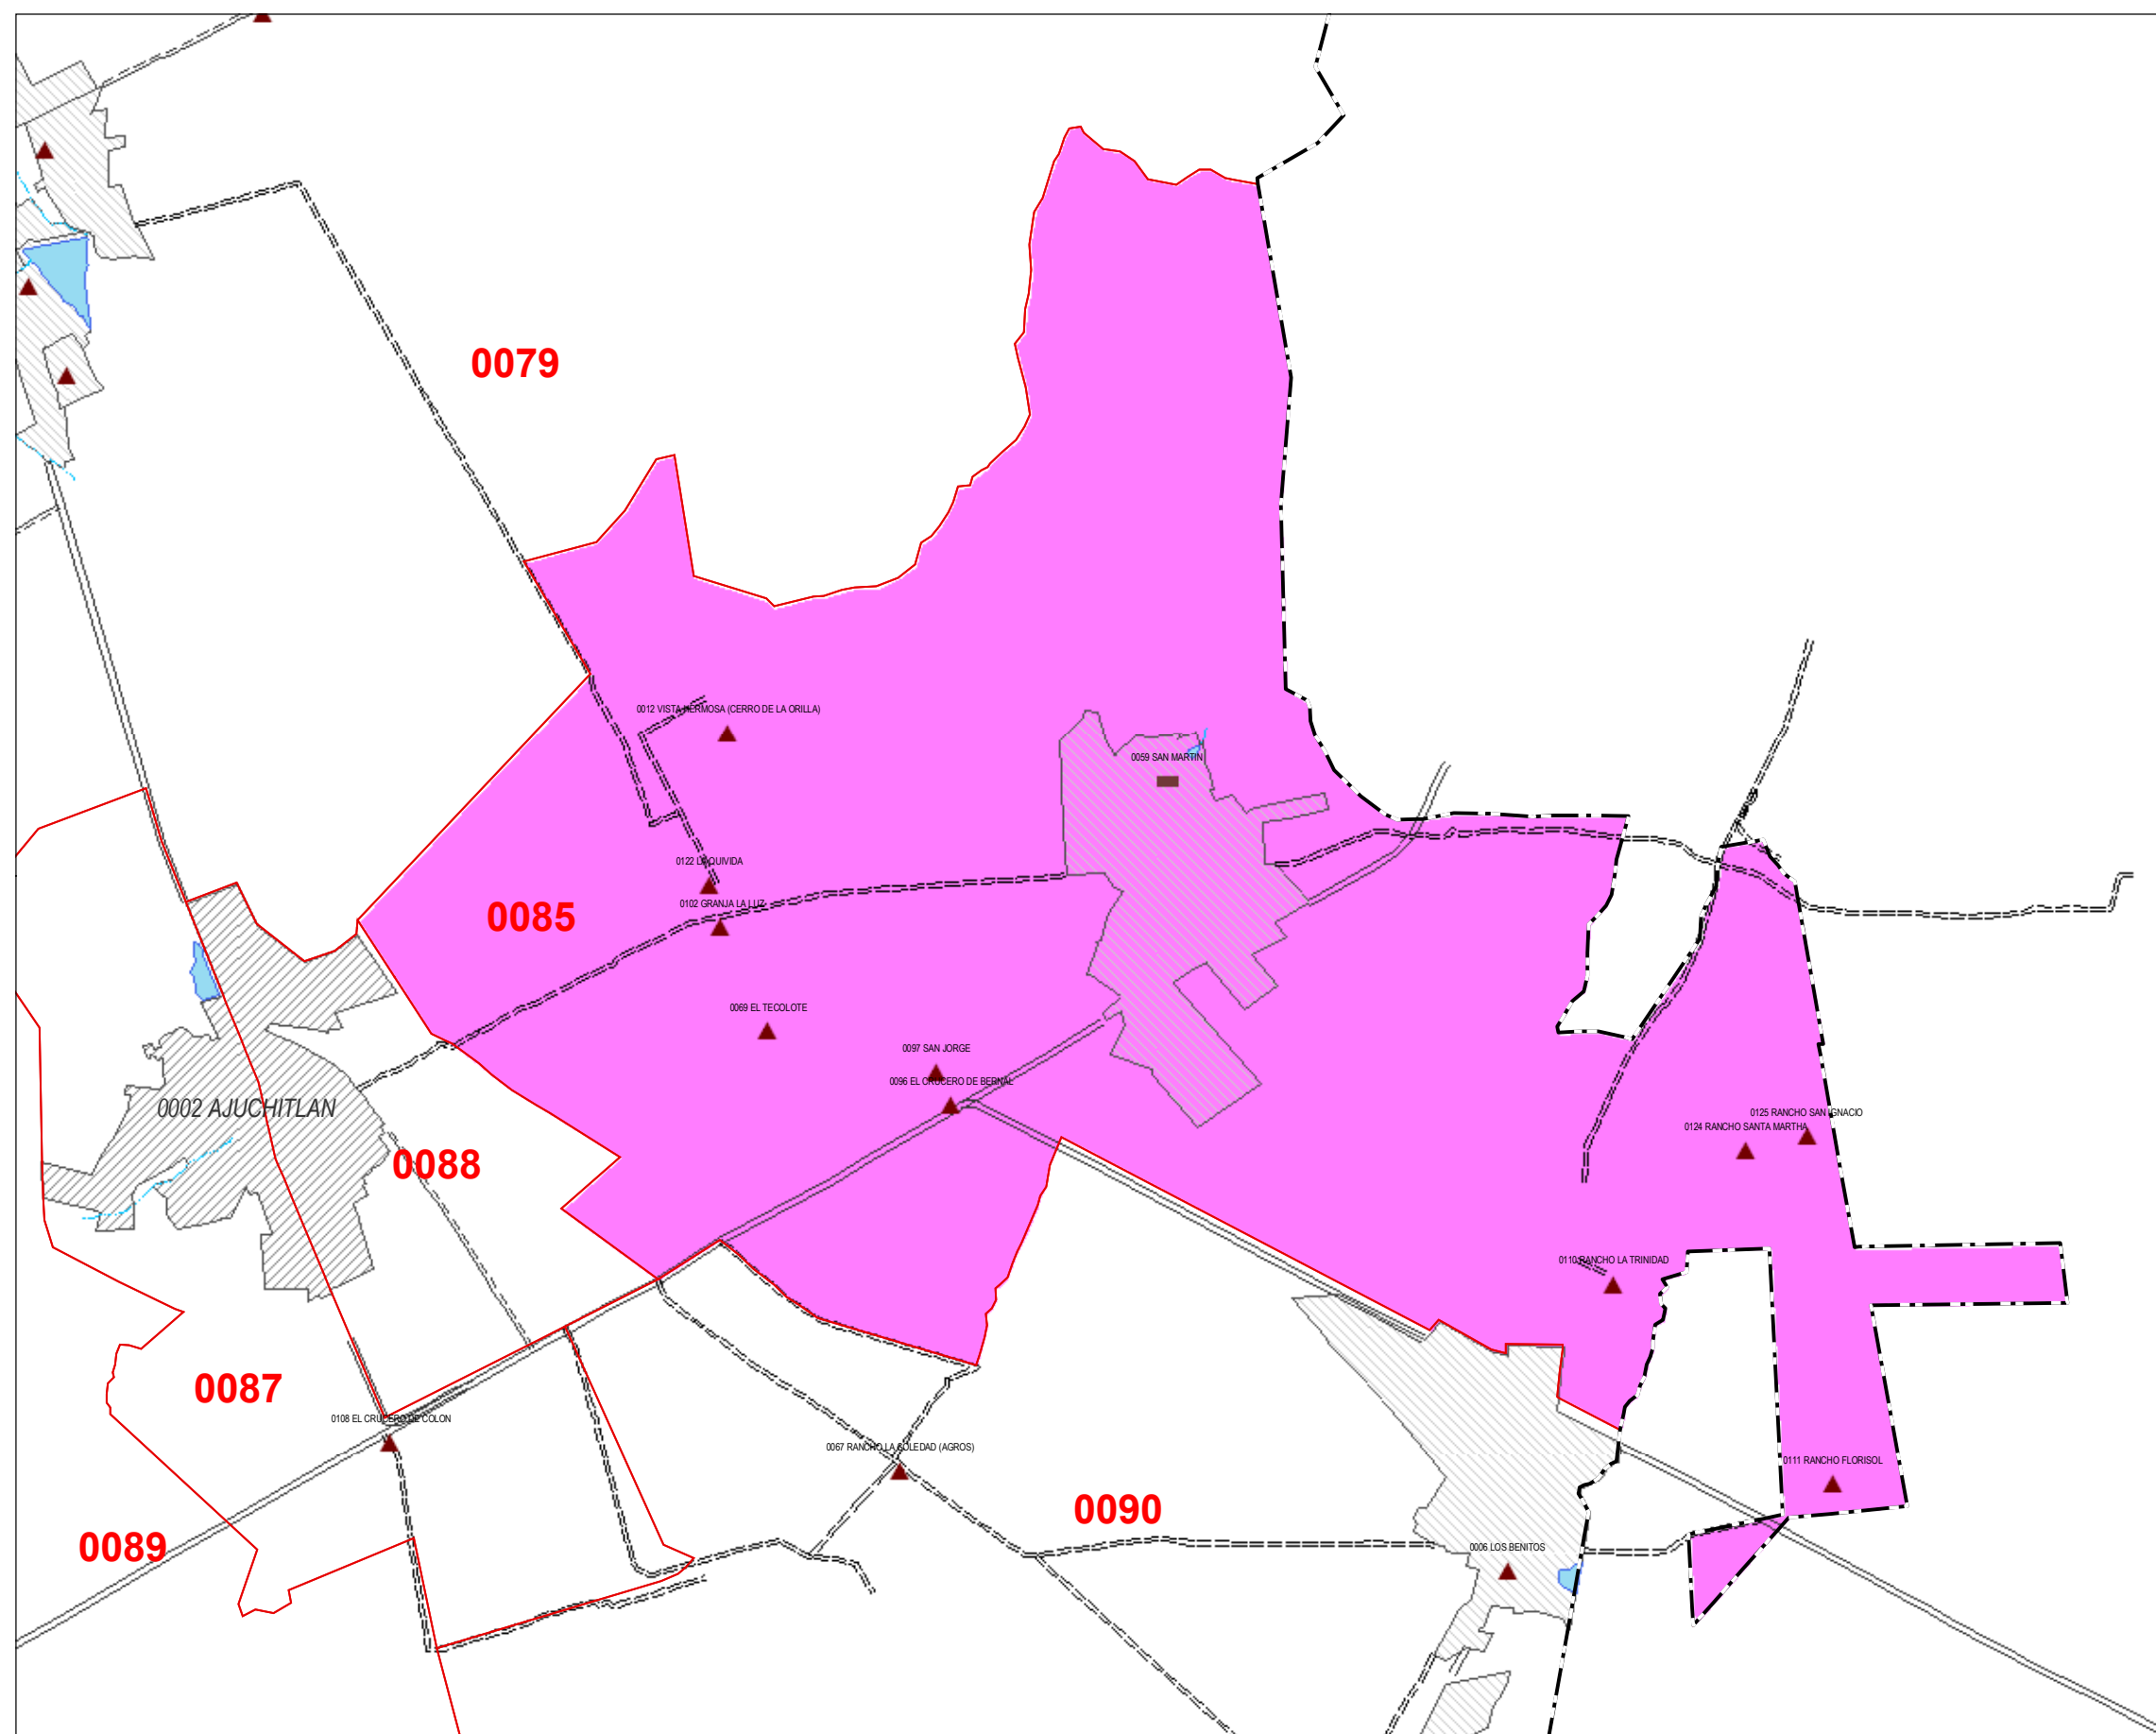 0079
0012 VISTA HERMOSA (CERRO DE LA ORILLA)
0059 SAN MARTIN
0122 LA QUIVIDA
0102 GRANJA LA LUZ
0085
0069 EL TECOLOTE
0097 SAN JORGE
0096 EL CRUCERO DE BERNAL
0002 AJUCHITLAN
0125 RANCHO SAN IGNACIO
0124 RANCHO SANTA MARTHA
0088
0110 RANCHO LA TRINIDAD
0087
0108 EL CRUCERO DE COLON
0067 RANCHO LA SOLEDAD (AGROS)
0111 RANCHO FLORISOL
0090
0089
0006 LOS BENITOS